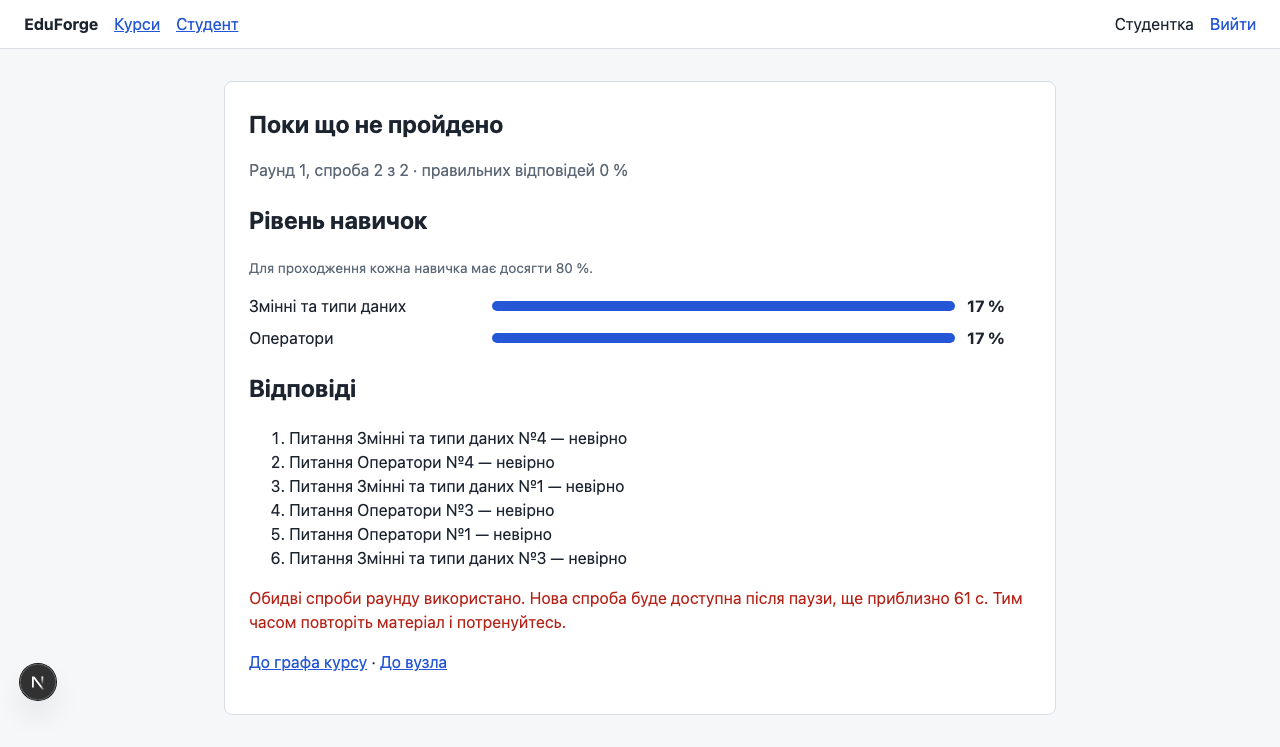 EduForge Курси Студент Студентка Вийти
Поки що не пройдено
Раунд 1, спроба 2 з 2 · правильних відповідей 0 %
Рівень навичок
Для проходження кожна навичка має досягти 80 %.
Змінні та типи даних 17 %
Оператори 17 %
Відповіді
1. Питання Змінні та типи даних №4 — невірно
2. Питання Оператори №4 — невірно
3. Питання Змінні та типи даних №1 — невірно
4. Питання Оператори №3 — невірно
5. Питання Оператори №1 — невірно
6. Питання Змінні та типи даних №3 — невірно
Обидві спроби раунду використано. Нова спроба буде доступна після паузи, ще приблизно 61 с. Тим
часом повторіть матеріал і потренуйтесь.
До графа курсу · До вузла
N